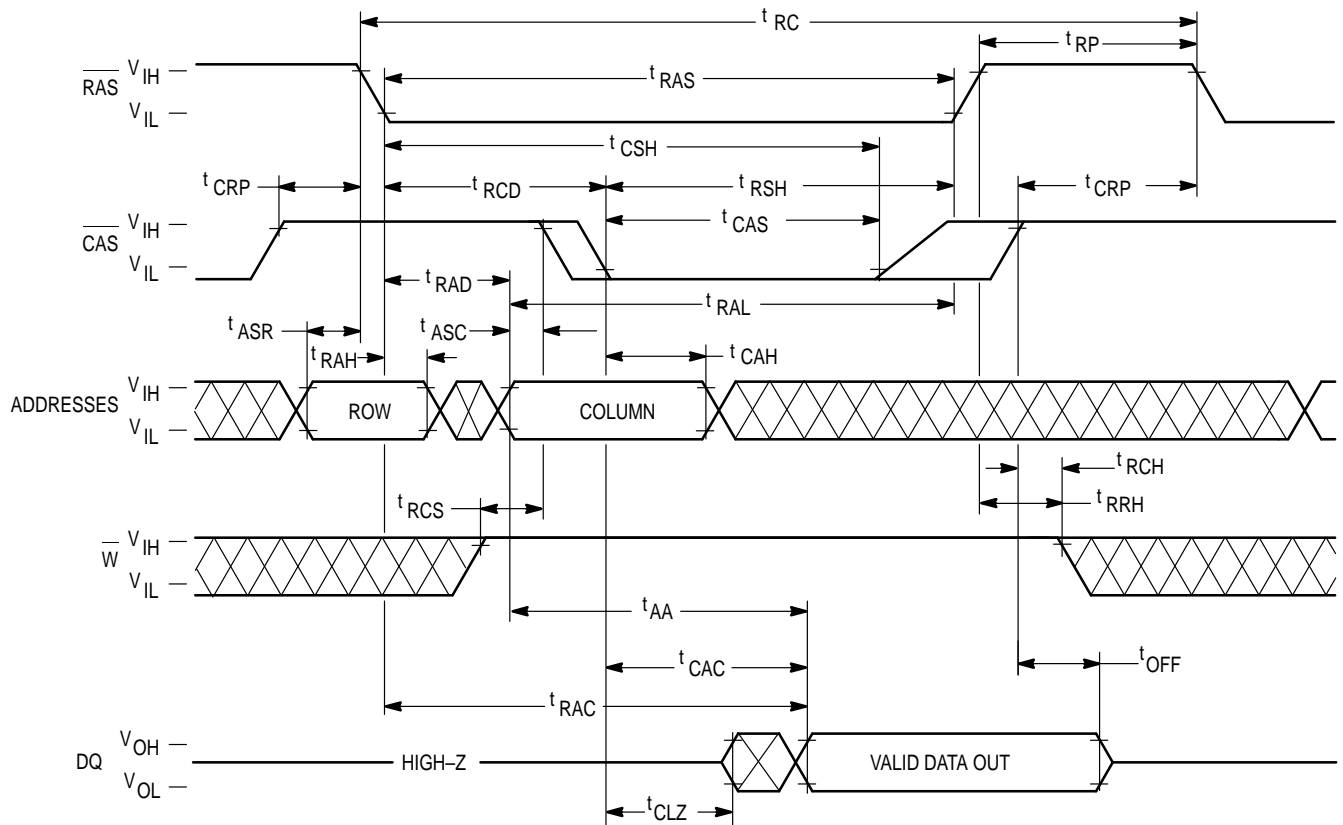 t RC
t RP
RAS V IH
t RAS
V IL
t CSH
t CRP
t RCD
t RSH
t CRP
CAS V IH
t CAS
V IL
t RAD
t RAL
t ASR
t ASC
t RAH
t CAH
ADDRESSES V IH
ROW
COLUMN
V IL
t RCH
t RCS
t RRH
W V IH
V IL
t AA
t CAC
t OFF
t RAC
DQ V OH
HIGH–Z
VALID DATA OUT
V OL
t CLZ